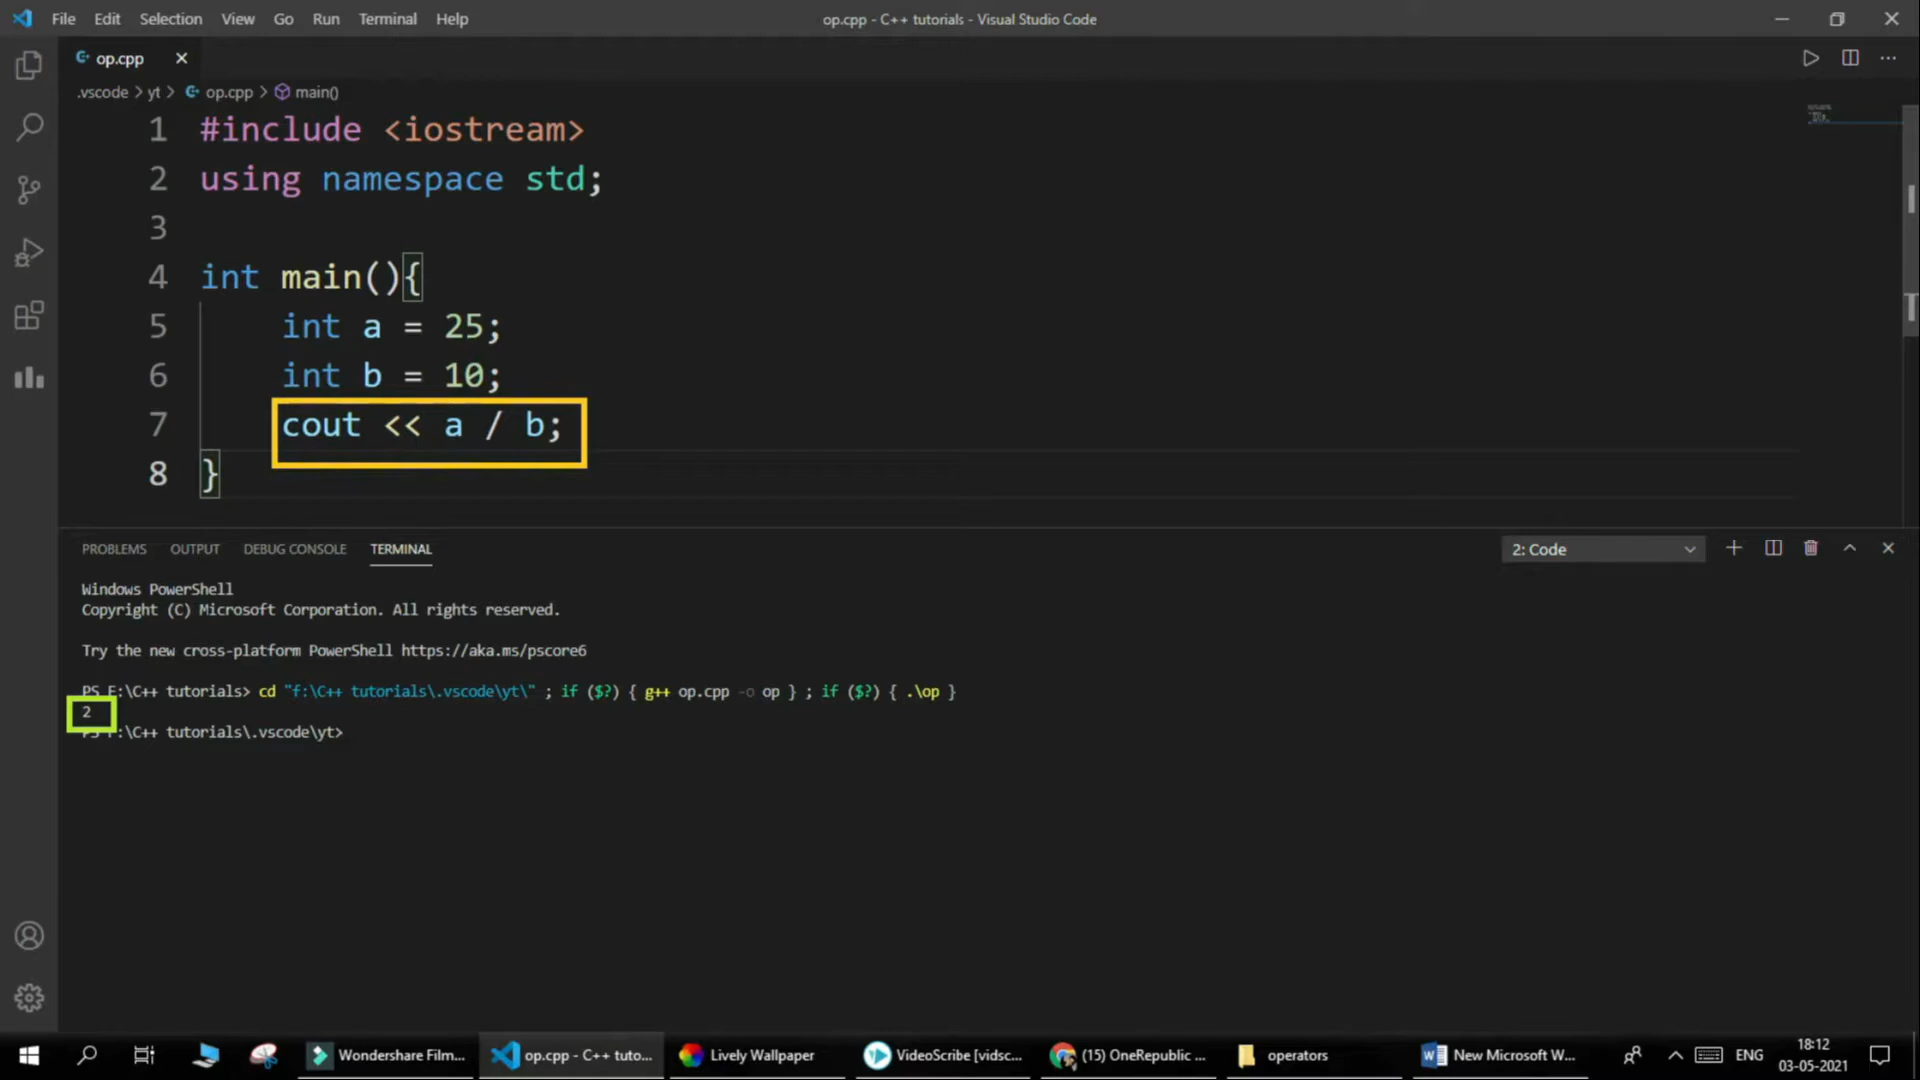 File Edit Selection View Go Run Terminal Help
op.cpp - C++ tutorials - Visual Studio Code
op.cpp
.vscode > yt > op.cpp > main()
1 #include <iostream>
2 using namespace std;
3
4 int main(){
5 int a = 25;
6 int b = 10;
7 cout << a / b;
8 }
PROBLEMS OUTPUT DEBUG CONSOLE TERMINAL
2: Code
Windows PowerShell
Copyright (C) Microsoft Corporation. All rights reserved.
Try the new cross-platform PowerShell https://aka.ms/pscore6
PS F:\C++ tutorials> cd "f:\C++ tutorials\.vscode\yt\" ; if ($?) { g++ op.cpp -o op } ; if ($?) { .\op }
2
PS F:\C++ tutorials\.vscode\yt>
Wondershare Film... op.cpp - C++ tuto... Lively Wallpaper VideoScribe [vidsc... (15) OneRepublic ... operators New Microsoft W... ENG
18:12
03-05-2021